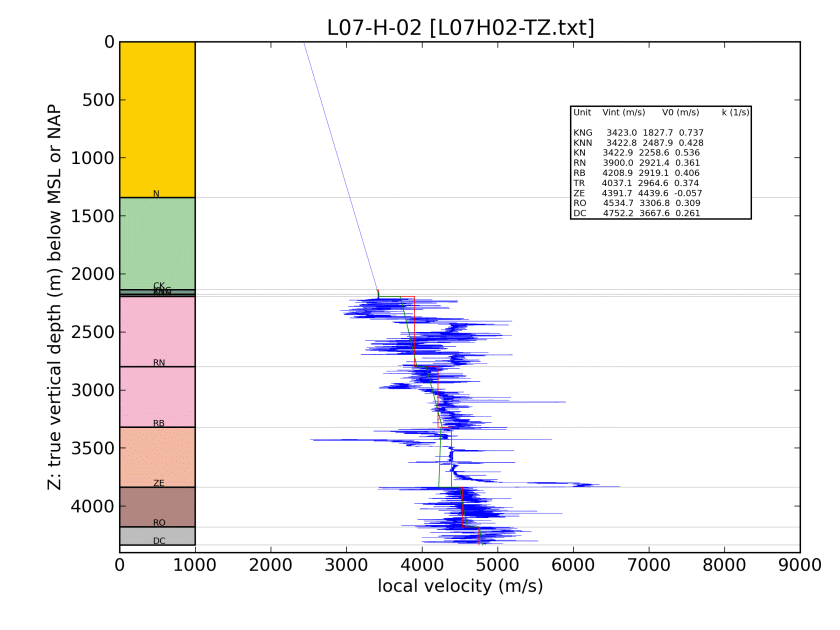 L07-H-02 [L07H02-TZ.txt]
Z: true vertical depth (m) below MSL or NAP
0
500
1000
1500
2000
2500
3000
3500
4000
N
CK
RN
RB
ZE
RO
DC
Unit Vint (m/s) V0 (m/s) k (1/s)
KNG 3423.0 1827.7 0.737
KNN 3422.8 2487.9 0.428
KN 3422.9 2258.6 0.536
RN 3900.0 2921.4 0.361
RB 4208.9 2919.1 0.406
TR 4037.1 2964.6 0.374
ZE 4391.7 4439.6 -0.057
RO 4534.7 3306.8 0.309
DC 4752.2 3667.6 0.261
0 1000 2000 3000 4000 5000 6000 7000 8000 9000
local velocity (m/s)